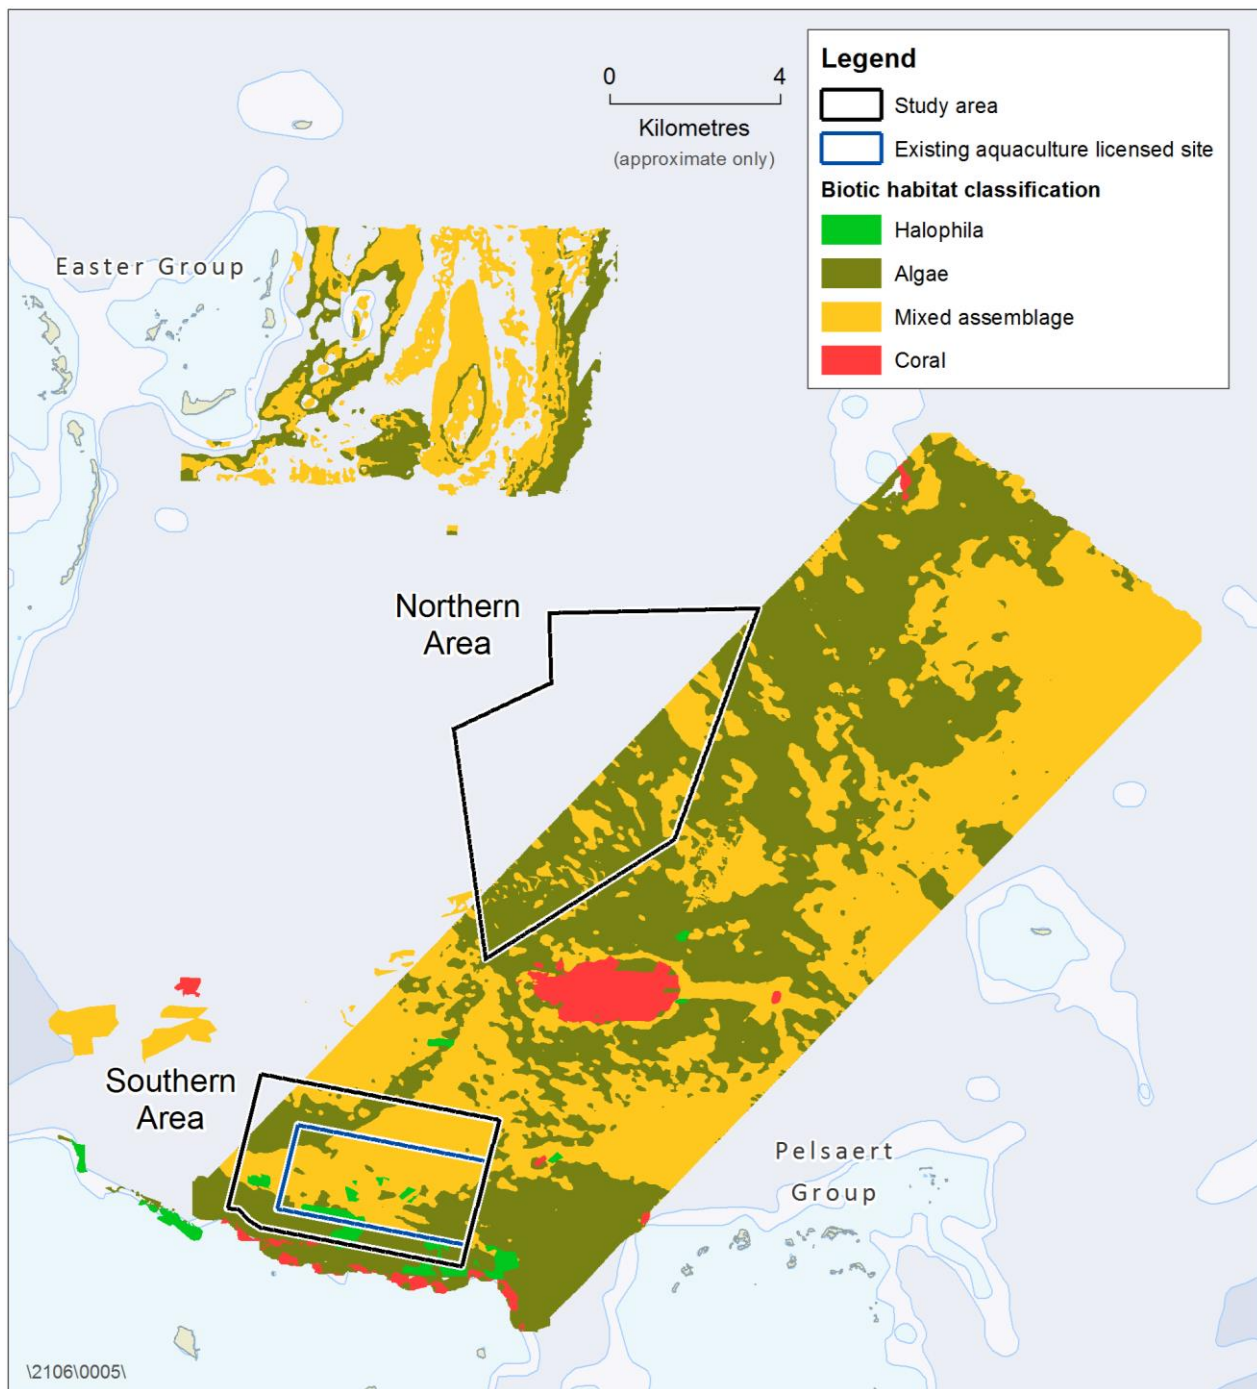 0 4
Kilometres
(approximate only)
Legend
Study area
Existing aquaculture licensed site
Biotic habitat classification
Halophila
Algae
Mixed assemblage
Coral
Easter Group
Northern
Area
Southern
Area
Pelsaert
Group
\2106\0005\